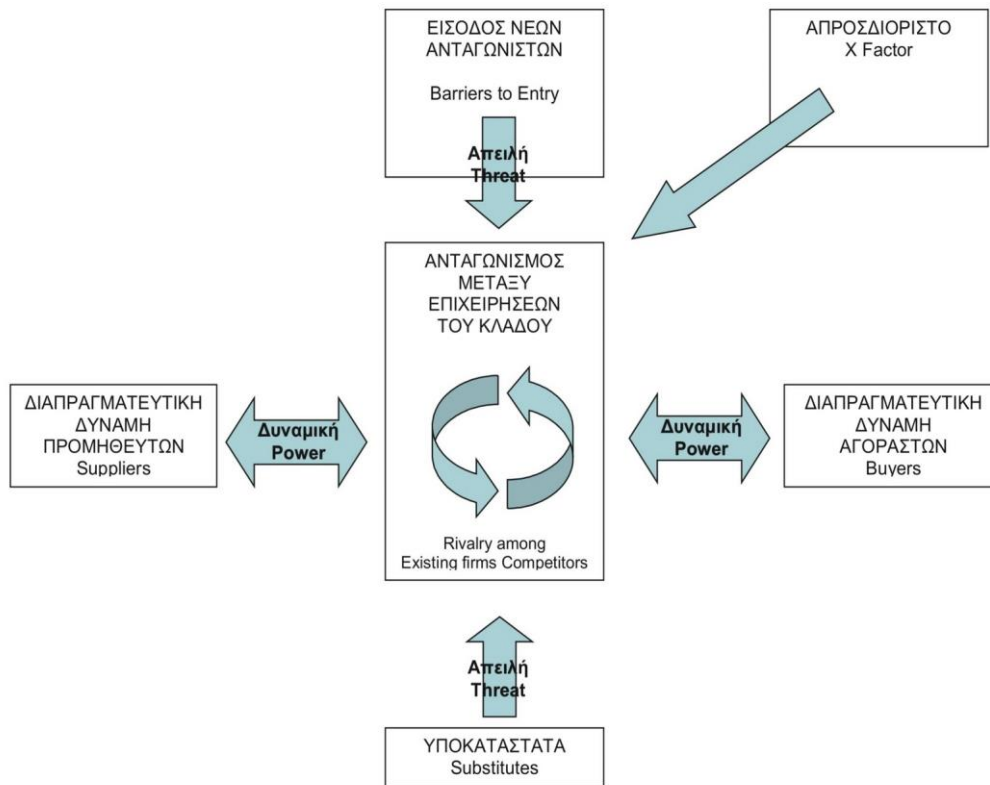 ΕΙΣΟΔΟΣ ΝΕΩΝ
ΑΝΤΑΓΩΝΙΣΤΩΝ
Barriers to Entry
Απειλή
Threat
ΑΠΡΟΣΔΙΟΡΙΣΤΟ
X Factor
ΑΝΤΑΓΩΝΙΣΜΟΣ
ΜΕΤΑΞΥ
ΕΠΙΧΕΙΡΗΣΕΩΝ
ΤΟΥ ΚΛΑΔΟΥ
Rivalry among
Existing firms Competitors
ΔΙΑΠΡΑΓΜΑΤΕΥΤΙΚΗ
ΔΥΝΑΜΗ
ΠΡΟΜΗΘΕΥΤΩΝ
Suppliers
Δυναμική
Power
Δυναμική
Power
ΔΙΑΠΡΑΓΜΑΤΕΥΤΙΚΗ
ΔΥΝΑΜΗ
ΑΓΟΡΑΣΤΩΝ
Buyers
Απειλή
Threat
ΥΠΟΚΑΤΑΣΤΑΤΑ
Substitutes